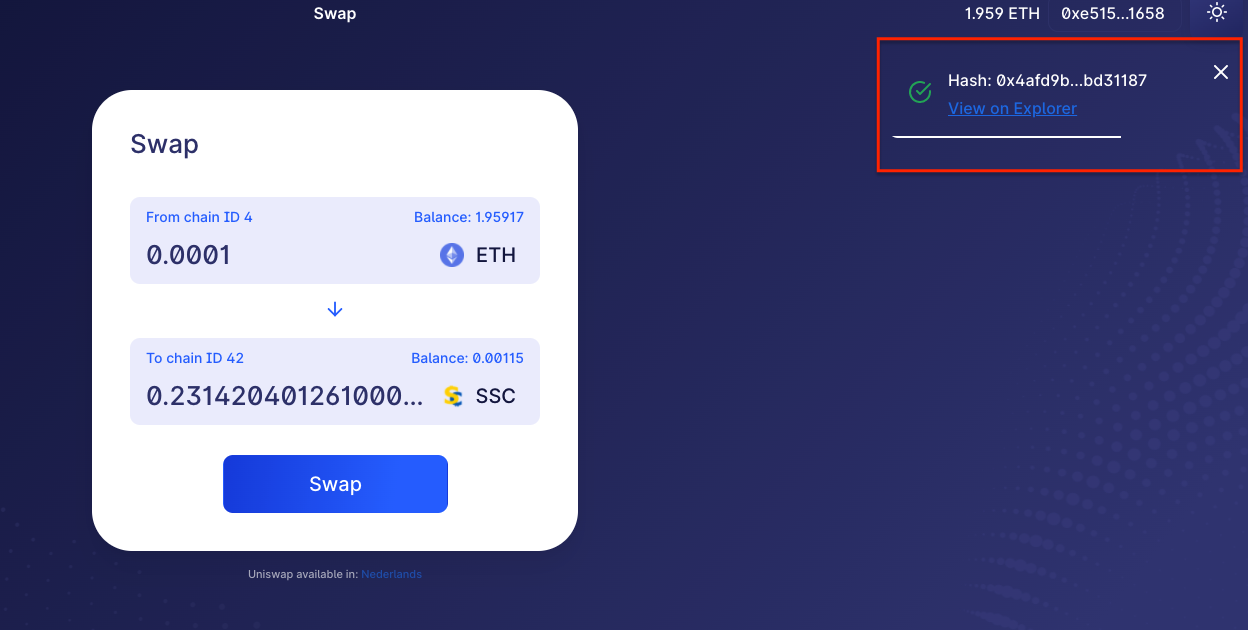 Swap
1.959 ETH 0xe515...1658
Hash: 0x4afd9b...bd31187
View on Explorer
Swap
From chain ID 4 Balance: 1.95917
0.0001 ETH
To chain ID 42 Balance: 0.00115
0.231420401261000... SSC
Swap
Uniswap available in: Nederlands